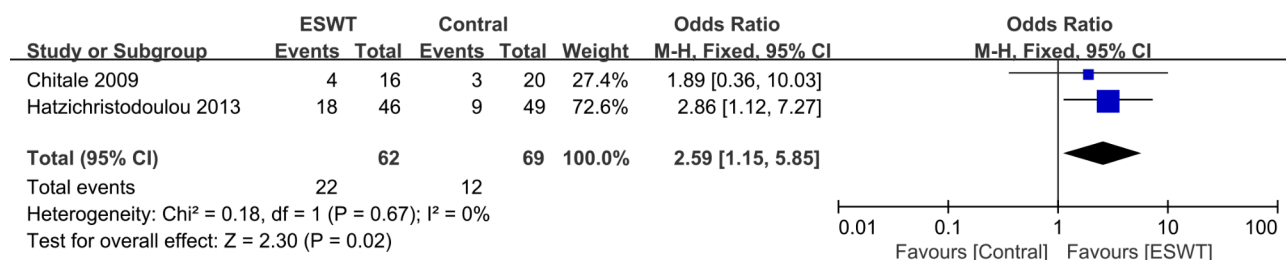 ESWT Contral Odds Ratio Odds Ratio
Study or Subgroup Events Total Events Total Weight M-H, Fixed, 95% CI M-H, Fixed, 95% CI
Chitale 2009 4 16 3 20 27.4% 1.89 [0.36, 10.03]
Hatzichristodoulou 2013 18 46 9 49 72.6% 2.86 [1.12, 7.27]
Total (95% CI) 62 69 100.0% 2.59 [1.15, 5.85]
Total events 22 12
Heterogeneity: Chi² = 0.18, df = 1 (P = 0.67); I² = 0%
Test for overall effect: Z = 2.30 (P = 0.02)
0.01 0.1 1 10 100
Favours [Contral] Favours [ESWT]